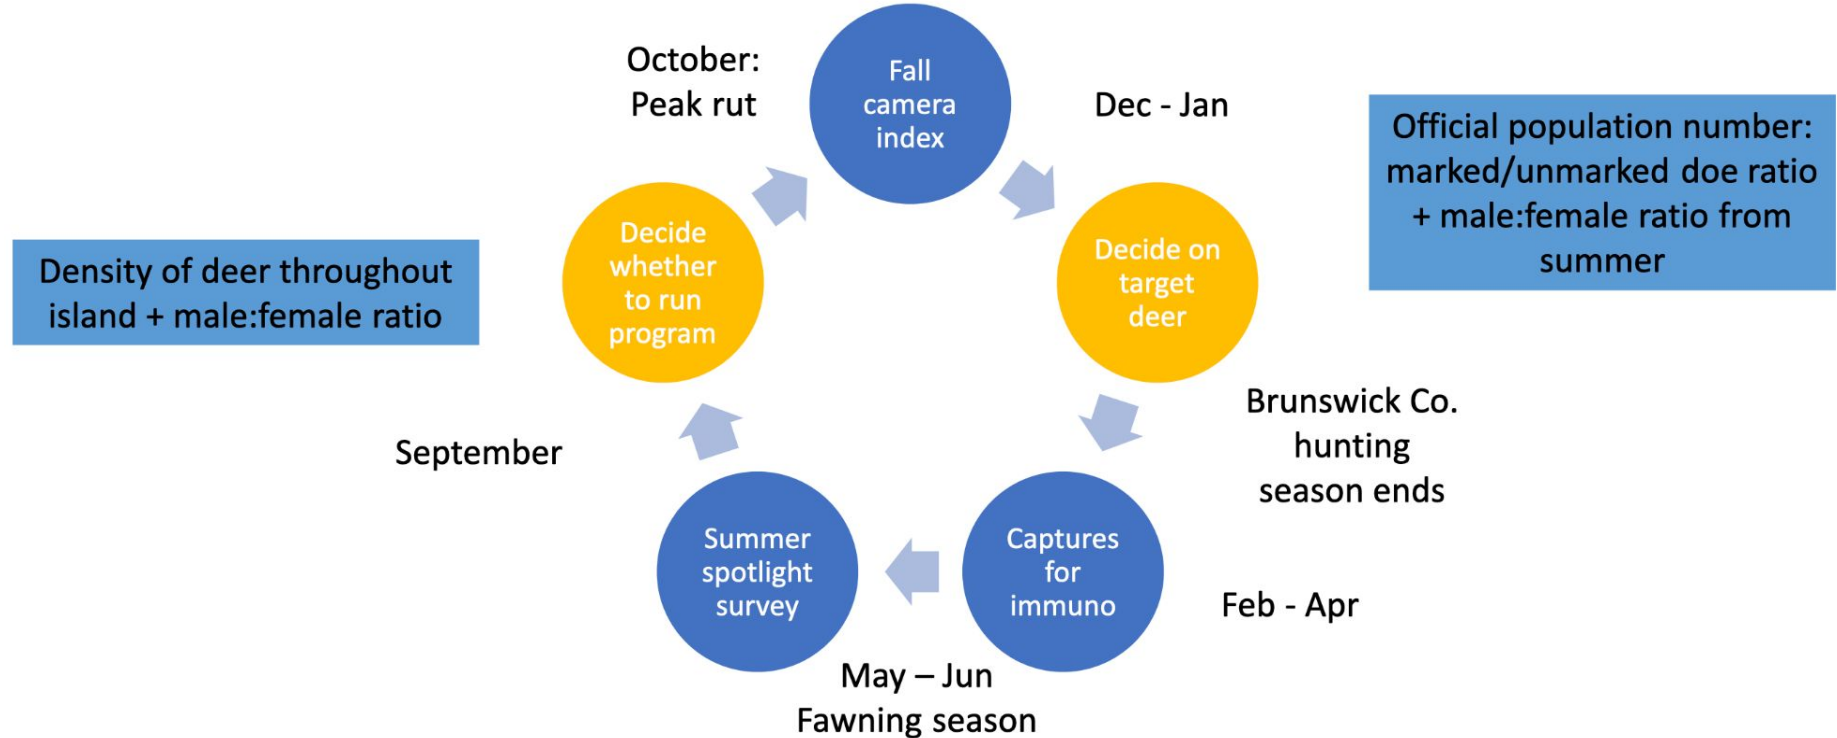 October:
Peak rut
Fall
camera
index
Dec - Jan
Official population number:
marked/unmarked doe ratio
+ male:female ratio from
summer
Decide
whether
to run
program
Decide on
target
deer
Density of deer throughout
island + male:female ratio
Brunswick Co.
hunting
season ends
September
Summer
spotlight
survey
Captures
for
immuno
Feb - Apr
May – Jun
Fawning season